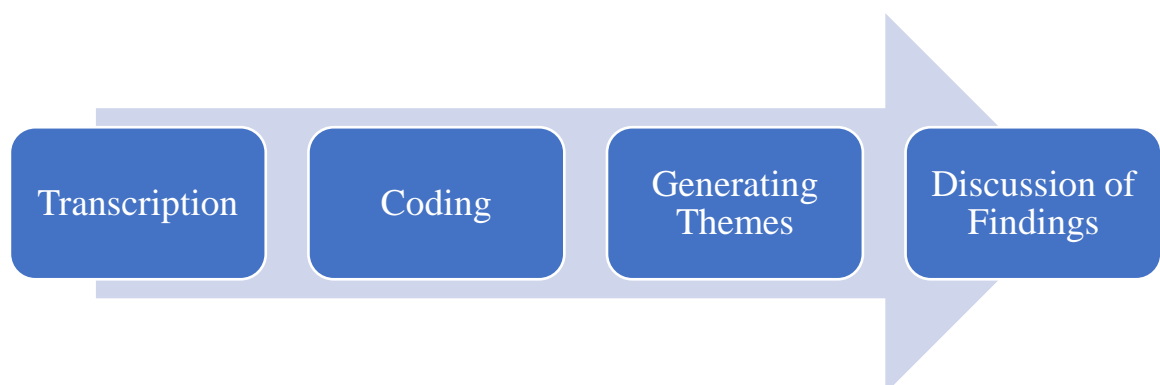 Transcription
Coding
Generating
Themes
Discussion of
Findings